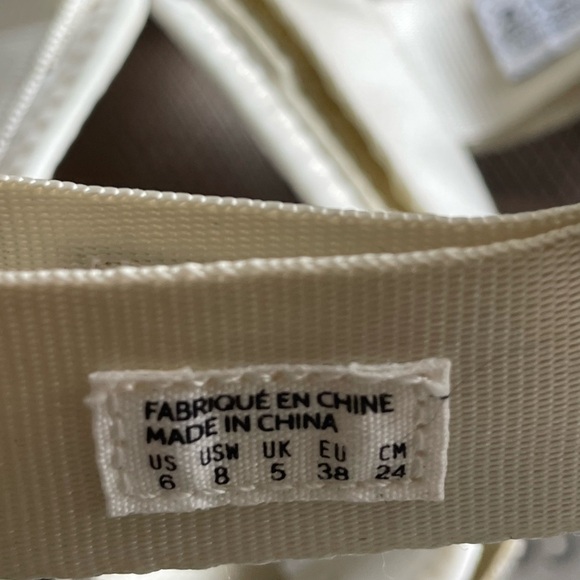 FABRIQUÉ EN CHINE
MADE IN CHINA
US USW UK EU CM
6 8 5 38 24